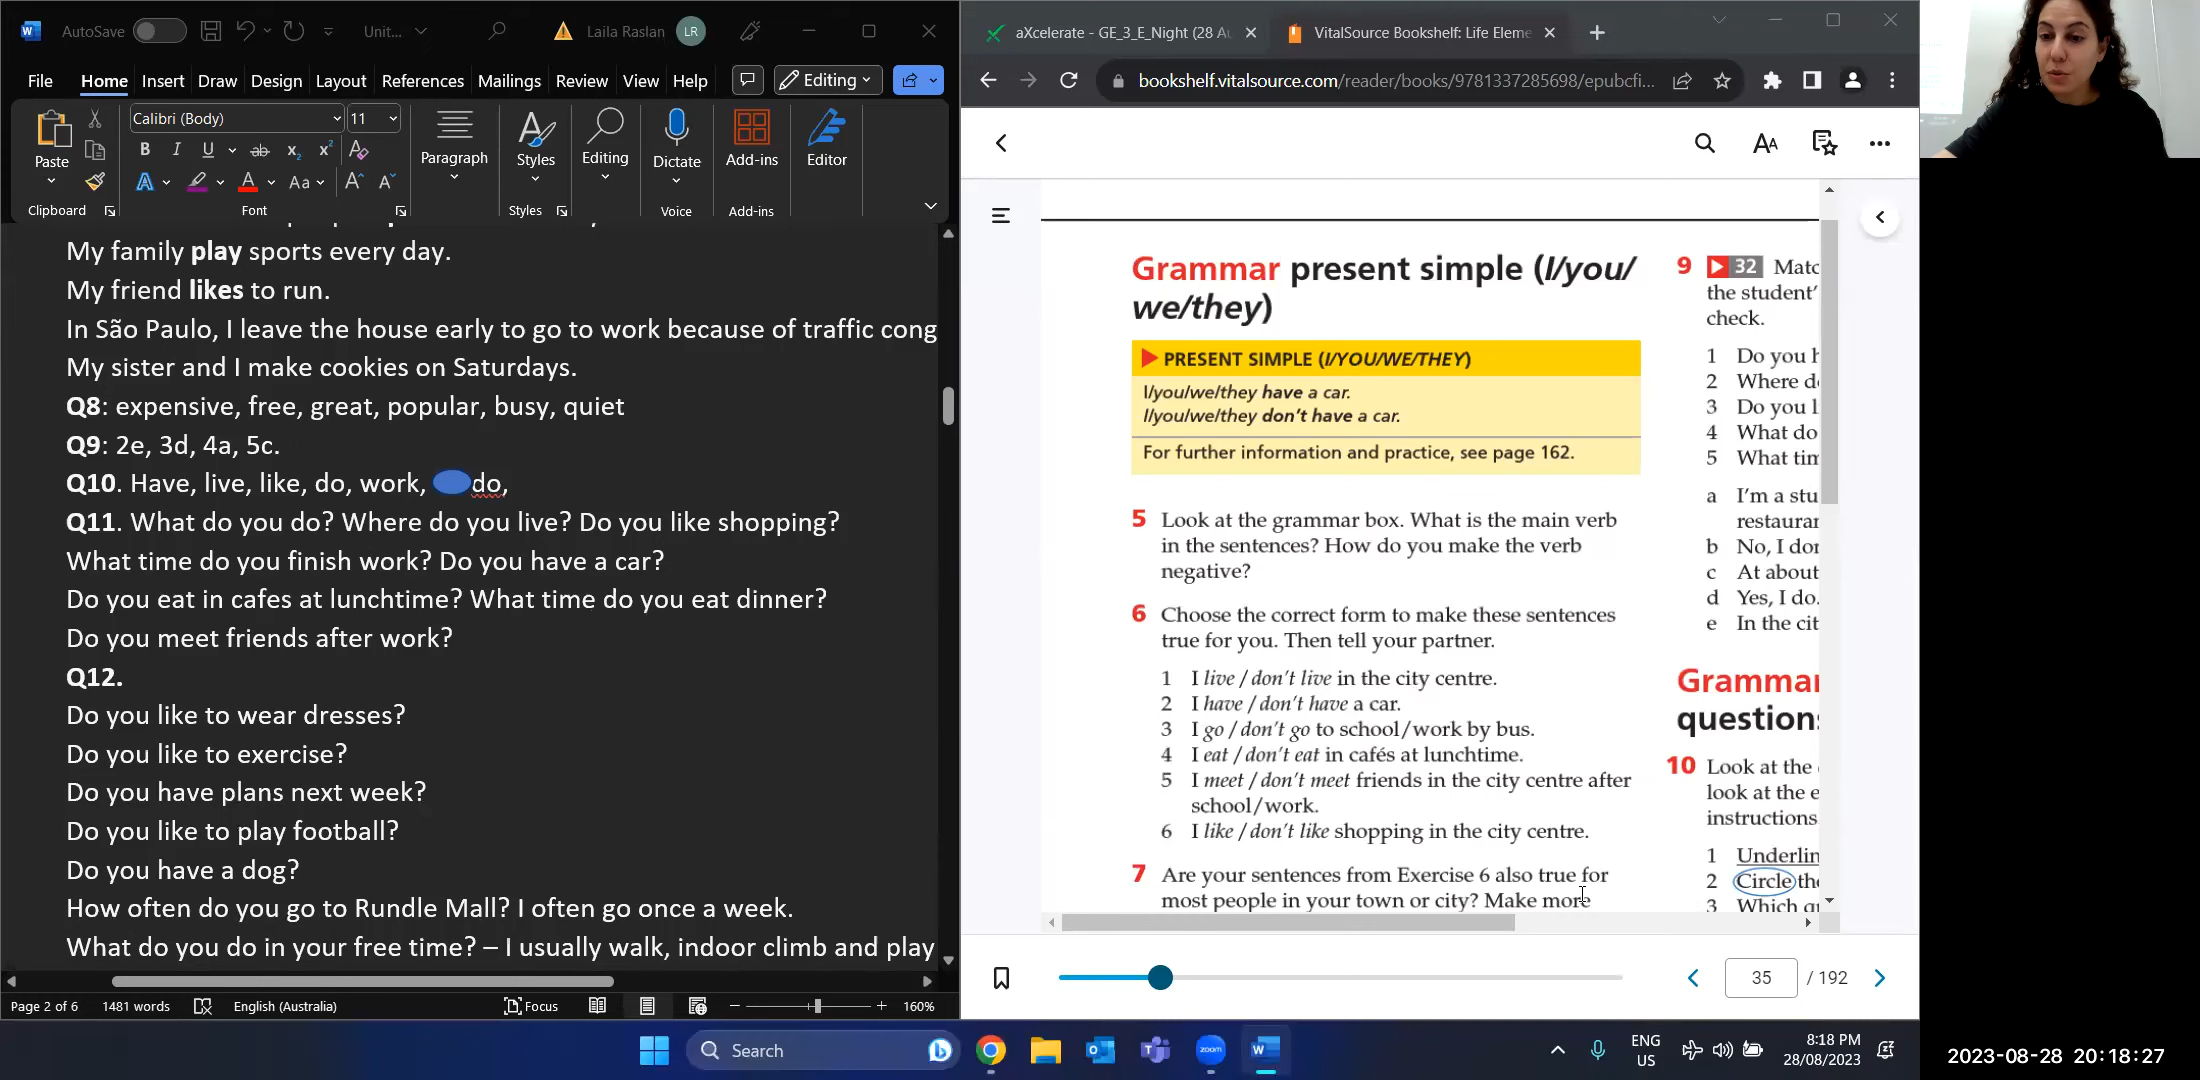 AutoSave
Unit...
Laila Raslan
LR
File Home Insert Draw Design Layout References Mailings Review View Help
Editing
Calibri (Body)
11
Paste
Paragraph
Styles
Editing
Dictate
Add-ins
Editor
Clipboard
Font
Styles
Voice
Add-ins
My family play sports every day.
My friend likes to run.
In São Paulo, I leave the house early to go to work because of traffic cong
My sister and I make cookies on Saturdays.
Q8: expensive, free, great, popular, busy, quiet
Q9: 2e, 3d, 4a, 5c.
Q10. Have, live, like, do, work, do,
Q11. What do you do? Where do you live? Do you like shopping?
What time do you finish work? Do you have a car?
Do you eat in cafes at lunchtime? What time do you eat dinner?
Do you meet friends after work?
Q12.
Do you like to wear dresses?
Do you like to exercise?
Do you have plans next week?
Do you like to play football?
Do you have a dog?
How often do you go to Rundle Mall? I often go once a week.
What do you do in your free time? – I usually walk, indoor climb and play
Page 2 of 6
1481 words
English (Australia)
Focus
160%
aXcelerate - GE_3_E_Night (28 Au
VitalSource Bookshelf: Life Eleme
bookshelf.vitalsource.com/reader/books/9781337285698/epubcfi...
Grammar present simple (I/you/
we/they)
PRESENT SIMPLE (I/YOU/WE/THEY)
I/you/we/they have a car.
I/you/we/they don't have a car.
For further information and practice, see page 162.
5 Look at the grammar box. What is the main verb
in the sentences? How do you make the verb
negative?
6 Choose the correct form to make these sentences
true for you. Then tell your partner.
1 I live / don't live in the city centre.
2 I have / don't have a car.
3 I go / don't go to school/work by bus.
4 I eat / don't eat in cafés at lunchtime.
5 I meet / don't meet friends in the city centre after
school/work.
6 I like / don't like shopping in the city centre.
7 Are your sentences from Exercise 6 also true for
most people in your town or city? Make more
9 32 Matc
the student'
check.
1 Do you h
2 Where d
3 Do you l
4 What do
5 What tim
a I'm a stu
restauran
b No, I don
c At about
d Yes, I do.
e In the cit
Grammar
questions
10 Look at the
look at the e
instructions
1 Underlin
2 Circle the
3 Which qu
35 / 192
Search
zoom
ENG
US
8:18 PM
28/08/2023
2023-08-28 20:18:27